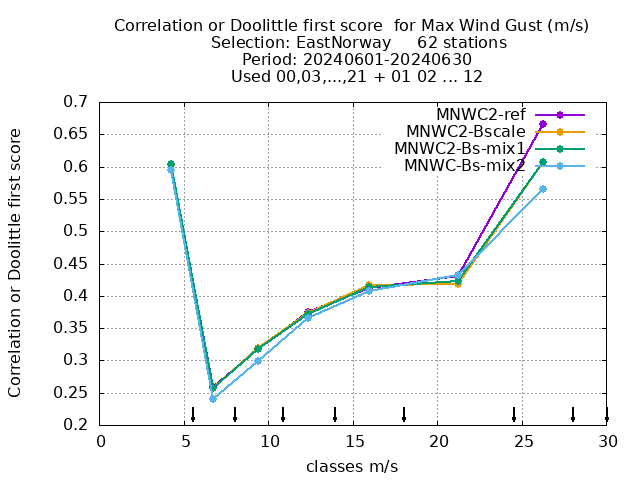 Correlation or Doolittle first score  for Max Wind Gust (m/s)
Selection: EastNorway     62 stations
Period: 20240601-20240630
Used 00,03,...,21 + 01 02 ... 12
Correlation or Doolittle first score
0.7
0.65
0.6
0.55
0.5
0.45
0.4
0.35
0.3
0.25
0.2
MNWC2-ref
MNWC2-Bscale
MNWC2-Bs-mix1
MNWC-Bs-mix2
0 5 10 15 20 25 30
classes m/s